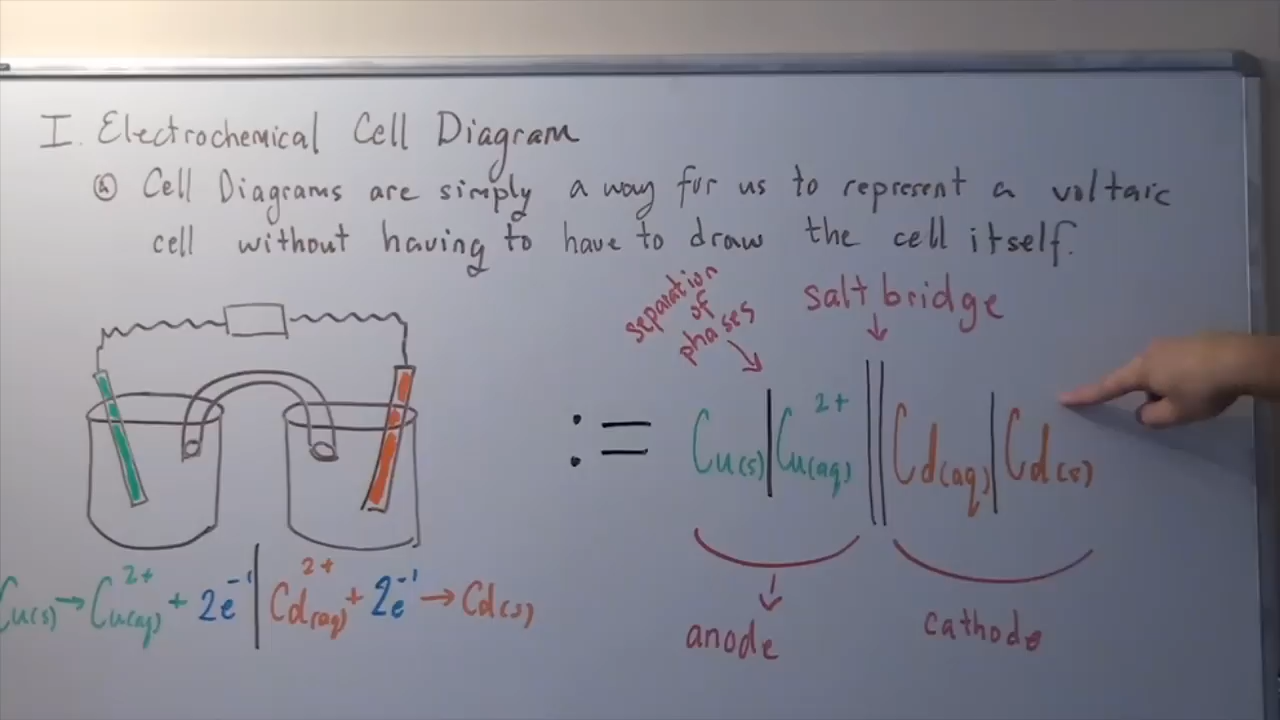 I. Electrochemical Cell Diagram
ⓐ Cell Diagrams are simply a way for us to represent a voltaic
cell without having to have to draw the cell itself.
separation
of
phases
salt bridge
:= Cu(s)|Cu²⁺(aq)||Cd(aq)|Cd(s)
anode
cathode
Cu(s) → Cu²⁺(aq) + 2e⁻¹ | Cd²⁺(aq) + 2e⁻¹ → Cd(s)